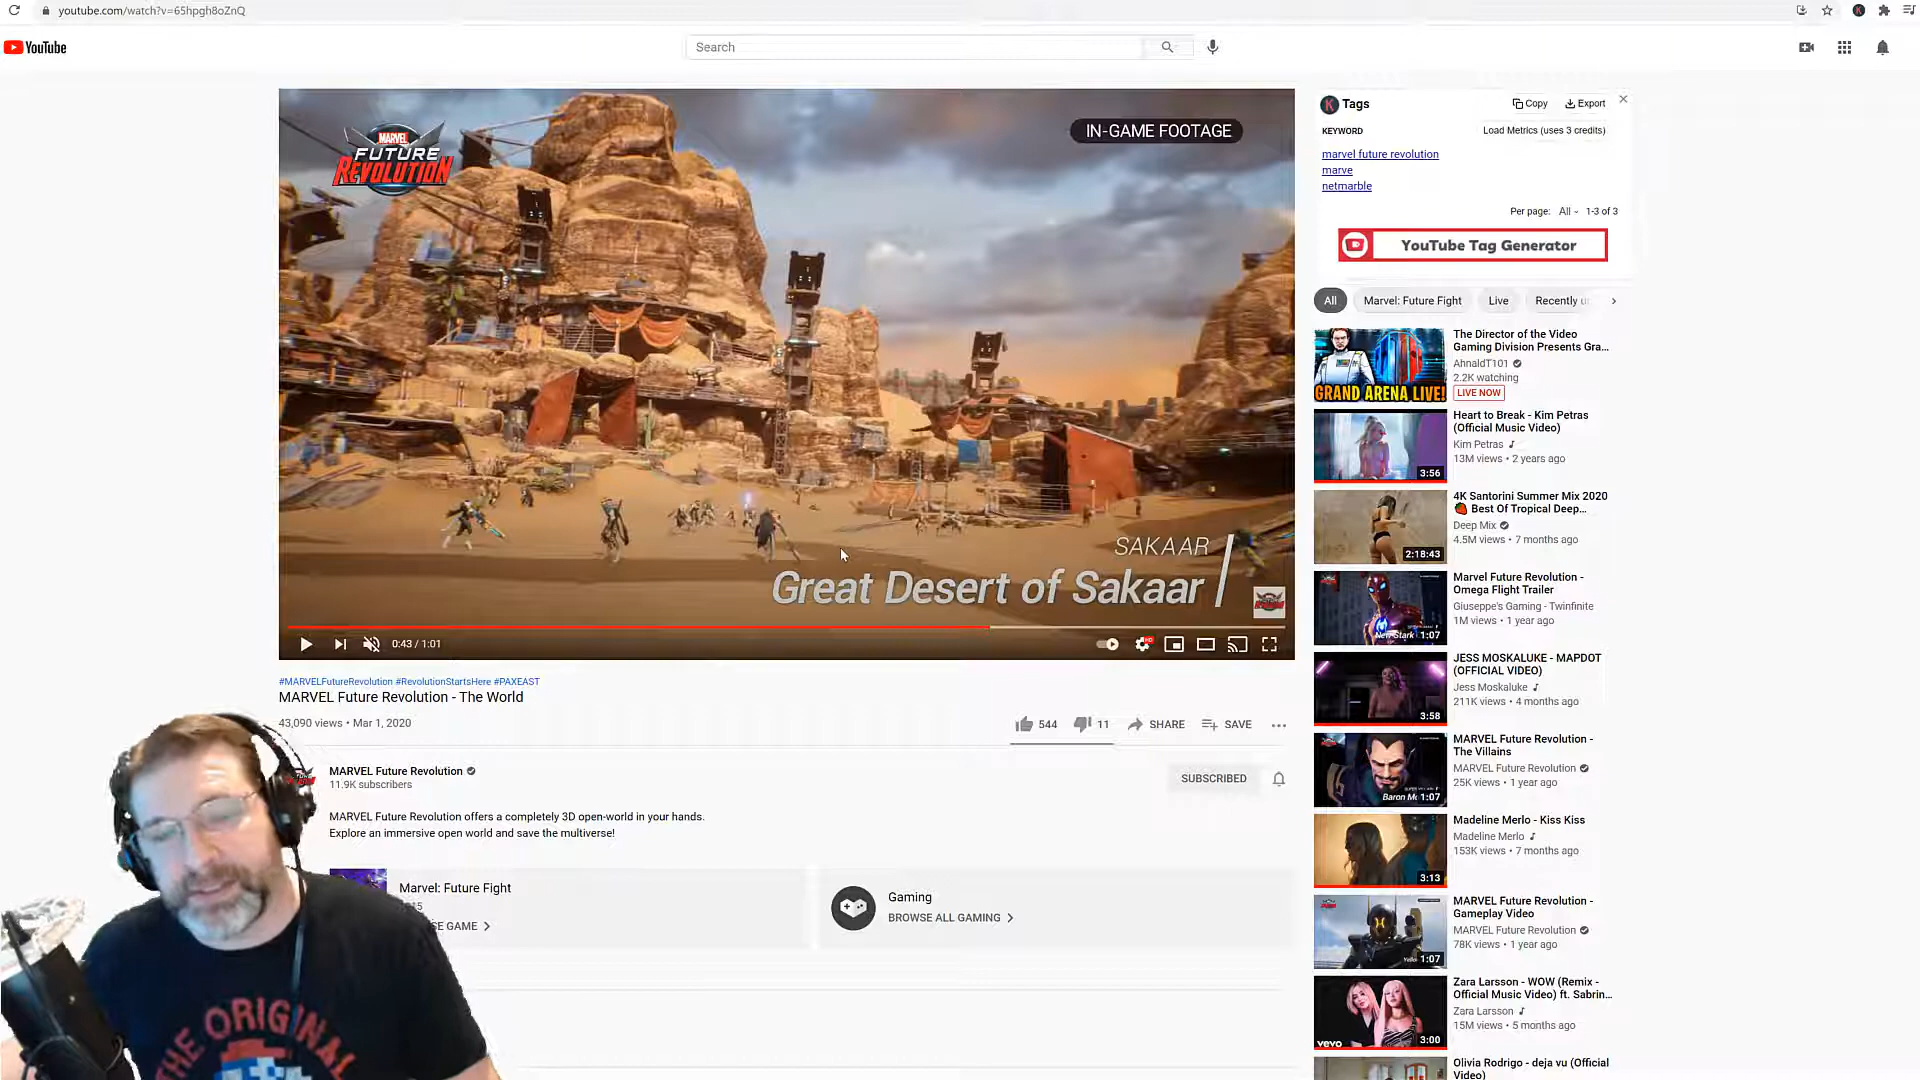 youtube.com/watch?v=65hpgh8oZnQ
YouTube
Search
MARVEL
FUTURE
REVOLUTION
IN-GAME FOOTAGE
SAKAAR
Great Desert of Sakaar
0:43 / 1:01
#MARVELFutureRevolution #RevolutionStartsHere #PAXEAST
MARVEL Future Revolution - The World
43,090 views • Mar 1, 2020
544
11
SHARE
SAVE
MARVEL Future Revolution
11.9K subscribers
SUBSCRIBED
MARVEL Future Revolution offers a completely 3D open-world in your hands.
Explore an immersive open world and save the multiverse!
Marvel: Future Fight
GAME
Gaming
BROWSE ALL GAMING
THE ORIGINAL
Tags
Copy
Export
KEYWORD
Load Metrics (uses 3 credits)
marvel future revolution
marve
netmarble
Per page: All 1-3 of 3
YouTube Tag Generator
All
Marvel: Future Fight
Live
Recently
GRAND ARENA LIVE!
The Director of the Video
Gaming Division Presents Gra...
AhnaldT101
2.2K watching
LIVE NOW
3:56
Heart to Break - Kim Petras
(Official Music Video)
Kim Petras
13M views • 2 years ago
2:18:43
4K Santorini Summer Mix 2020
🍓 Best Of Tropical Deep...
Deep Mix
4.5M views • 7 months ago
1:07
Marvel Future Revolution -
Omega Flight Trailer
Giuseppe's Gaming - Twinfinite
1M views • 1 year ago
3:58
JESS MOSKALUKE - MAPDOT
(OFFICIAL VIDEO)
Jess Moskaluke
211K views • 4 months ago
Baron
1:07
MARVEL Future Revolution -
The Villains
MARVEL Future Revolution
25K views • 1 year ago
3:13
Madeline Merlo - Kiss Kiss
Madeline Merlo
153K views • 7 months ago
1:07
MARVEL Future Revolution -
Gameplay Video
MARVEL Future Revolution
78K views • 1 year ago
vevo
3:00
Zara Larsson - WOW (Remix -
Official Music Video) ft. Sabrin...
Zara Larsson
15M views • 5 months ago
Olivia Rodrigo - deja vu (Official
Video)